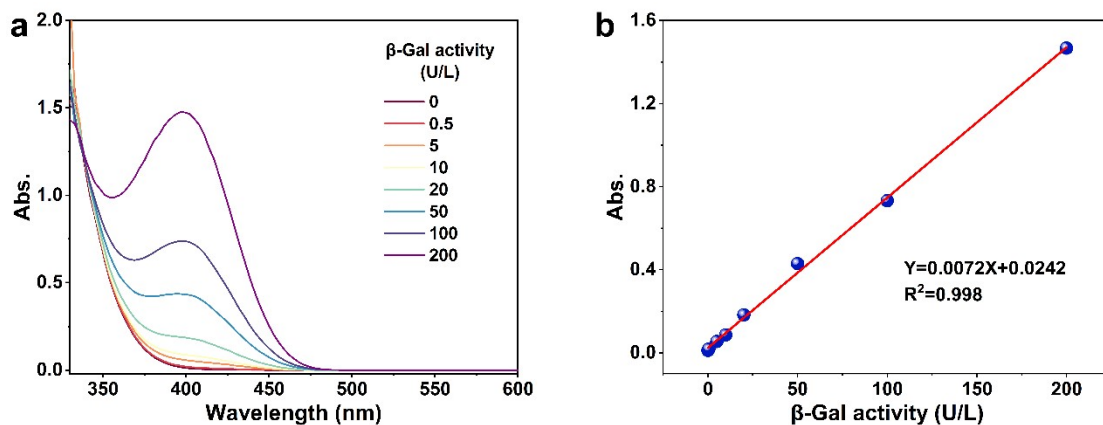 a
2.0
1.5
1.0
0.5
0.0
Abs.
350
400
450
500
550
600
Wavelength (nm)
β-Gal activity
(U/L)
0
0.5
5
10
20
50
100
200
b
1.6
1.2
0.8
0.4
0.0
Abs.
0
50
100
150
200
β-Gal activity (U/L)
Y=0.0072X+0.0242
R²=0.998